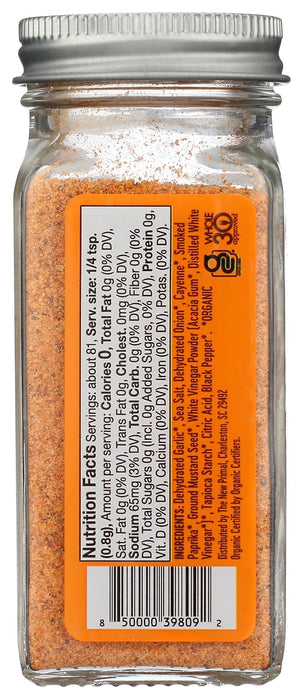 Nutrition Facts Servings: about 81, Serv. size: 1/4 tsp.
(0.8g), Amount per serving: Calories 0, Total Fat 0g (0% DV),
Sat. Fat 0g (0% DV), Trans Fat 0g, Cholest. 0mg (0% DV),
Sodium 65mg (3% DV), Total Carb. 0g (0% DV), Fiber 0g (0%
DV), Total Sugars 0g (Incl. 0g Added Sugars, 0% DV), Protein 0g,
Vit. D (0% DV), Calcium (0% DV), Iron (0% DV), Potas. (0% DV).
INGREDIENTS: Dehydrated Garlic*, Sea Salt, Dehydrated Onion*, Cayenne*, Smoked
Paprika*, Ground Mustard Seed*, White Vinegar Powder (Acacia Gum*, Distilled White
Vinegar*)*, Tapioca Starch*, Citric Acid, Black Pepper*. *ORGANIC
Distributed by The New Primal, Charleston, SC 29492
Organic Certified by Organic Certifiers.
WHOLE
30
approved
8 50000 39809 2